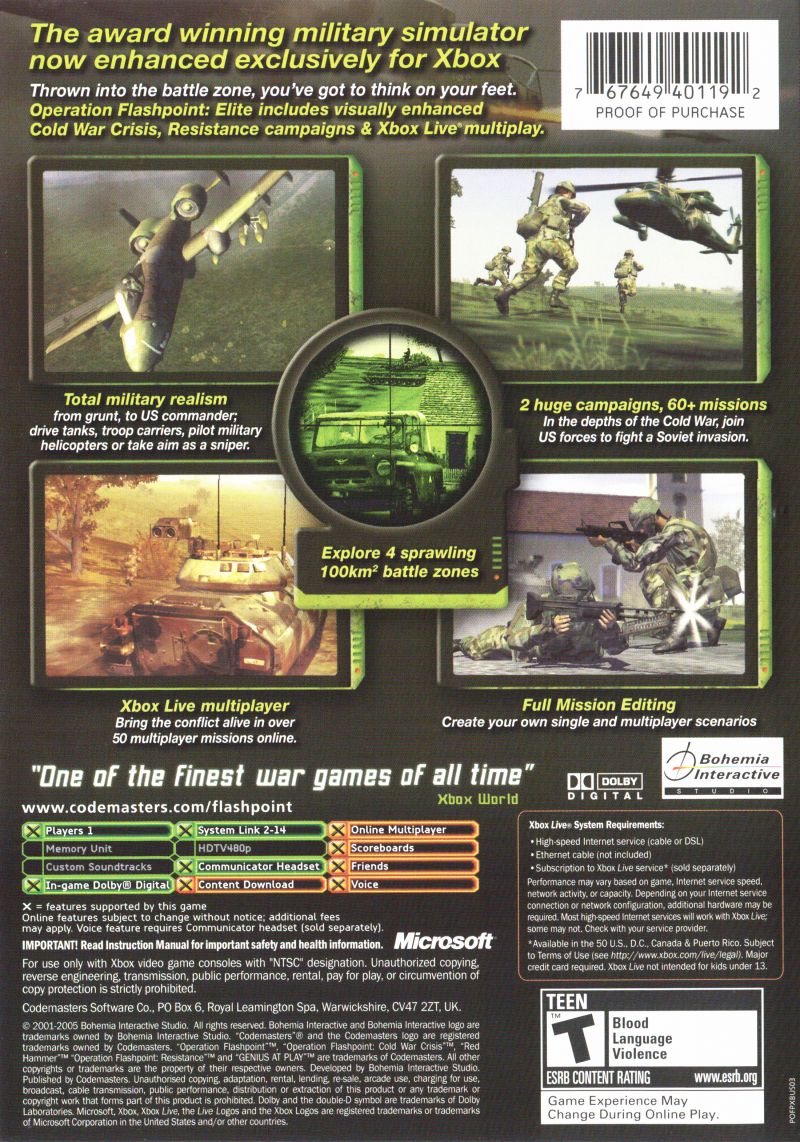 The award winning military simulator
now enhanced exclusively for Xbox
Thrown into the battle zone, you've got to think on your feet.
Operation Flashpoint: Elite includes visually enhanced
Cold War Crisis, Resistance campaigns & Xbox Live® multiplay.
7 67649 40119 2
PROOF OF PURCHASE
Total military realism
from grunt, to US commander;
drive tanks, troop carriers, pilot military
helicopters or take aim as a sniper.
2 huge campaigns, 60+ missions
In the depths of the Cold War, join
US forces to fight a Soviet invasion.
Explore 4 sprawling
100km² battle zones
Xbox Live multiplayer
Bring the conflict alive in over
50 multiplayer missions online.
Full Mission Editing
Create your own single and multiplayer scenarios
"One of the finest war games of all time"
Xbox World
DOLBY
DIGITAL
Bohemia
Interactive
STUDIO
www.codemasters.com/flashpoint
Players 1
System Link 2-14
Online Multiplayer
Memory Unit
HDTV480p
Scoreboards
Custom Soundtracks
Communicator Headset
Friends
In-game Dolby® Digital
Content Download
Voice
X = features supported by this game
Online features subject to change without notice; additional fees
may apply. Voice feature requires Communicator headset (sold separately).
IMPORTANT! Read Instruction Manual for important safety and health information.
Microsoft
For use only with Xbox video game consoles with "NTSC" designation. Unauthorized copying,
reverse engineering, transmission, public performance, rental, pay for play, or circumvention of
copy protection is strictly prohibited.
Codemasters Software Co., PO Box 6, Royal Leamington Spa, Warwickshire, CV47 2ZT, UK.
© 2001-2005 Bohemia Interactive Studio. All rights reserved. Bohemia Interactive and Bohemia Interactive logo are
trademarks owned by Bohemia Interactive Studio. "Codemasters"® and the Codemasters logo are registered
trademarks owned by Codemasters. "Operation Flashpoint"™, "Operation Flashpoint: Cold War Crisis"™, "Red
Hammer"™ "Operation Flashpoint: Resistance"™ and "GENIUS AT PLAY"™ are trademarks of Codemasters. All other
copyrights or trademarks are the property of their respective owners. Developed by Bohemia Interactive Studio.
Published by Codemasters. Unauthorised copying, adaptation, rental, lending, re-sale, arcade use, charging for use,
broadcast, cable transmission, public performance, distribution or extraction of this product or any trademark or
copyright work that forms part of this product is prohibited. Dolby and the double-D symbol are trademarks of Dolby
Laboratories. Microsoft, Xbox, Xbox Live, the Live Logos and the Xbox Logos are registered trademarks or trademarks
of Microsoft Corporation in the United States and/or other countries.
Xbox Live® System Requirements:
• High-speed Internet service (cable or DSL)
• Ethernet cable (not included)
• Subscription to Xbox Live service* (sold separately)
Performance may vary based on game, Internet service speed,
network activity, or capacity. Depending on your Internet service
connection or network configuration, additional hardware may be
required. Most high-speed Internet services will work with Xbox Live;
some may not. Check with your service provider.
*Available in the 50 U.S., D.C., Canada & Puerto Rico. Subject
to Terms of Use (see http://www.xbox.com/live/legal). Major
credit card required. Xbox Live not intended for kids under 13.
TEEN
T™
Blood
Language
Violence
ESRB CONTENT RATING www.esrb.org
Game Experience May
Change During Online Play.
POFPXBUS03